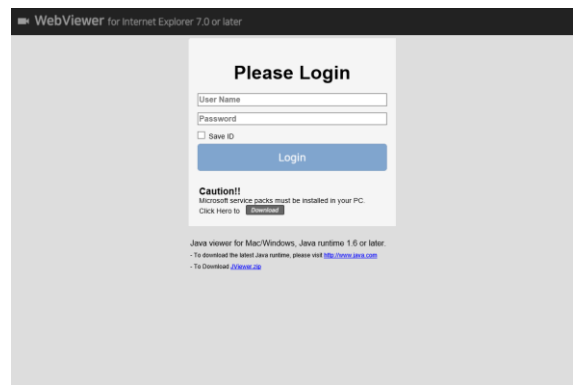 WebViewer for Internet Explorer 7.0 or later
Please Login
User Name
Password
Save ID
Login
Caution!!
Microsoft service packs must be installed in your PC.
Click Hero to Download
Java viewer for Mac/Windows, Java runtime 1.6 or later.
- To download the latest Java runtime, please visit http://www.java.com
- To Download JViewer.zip